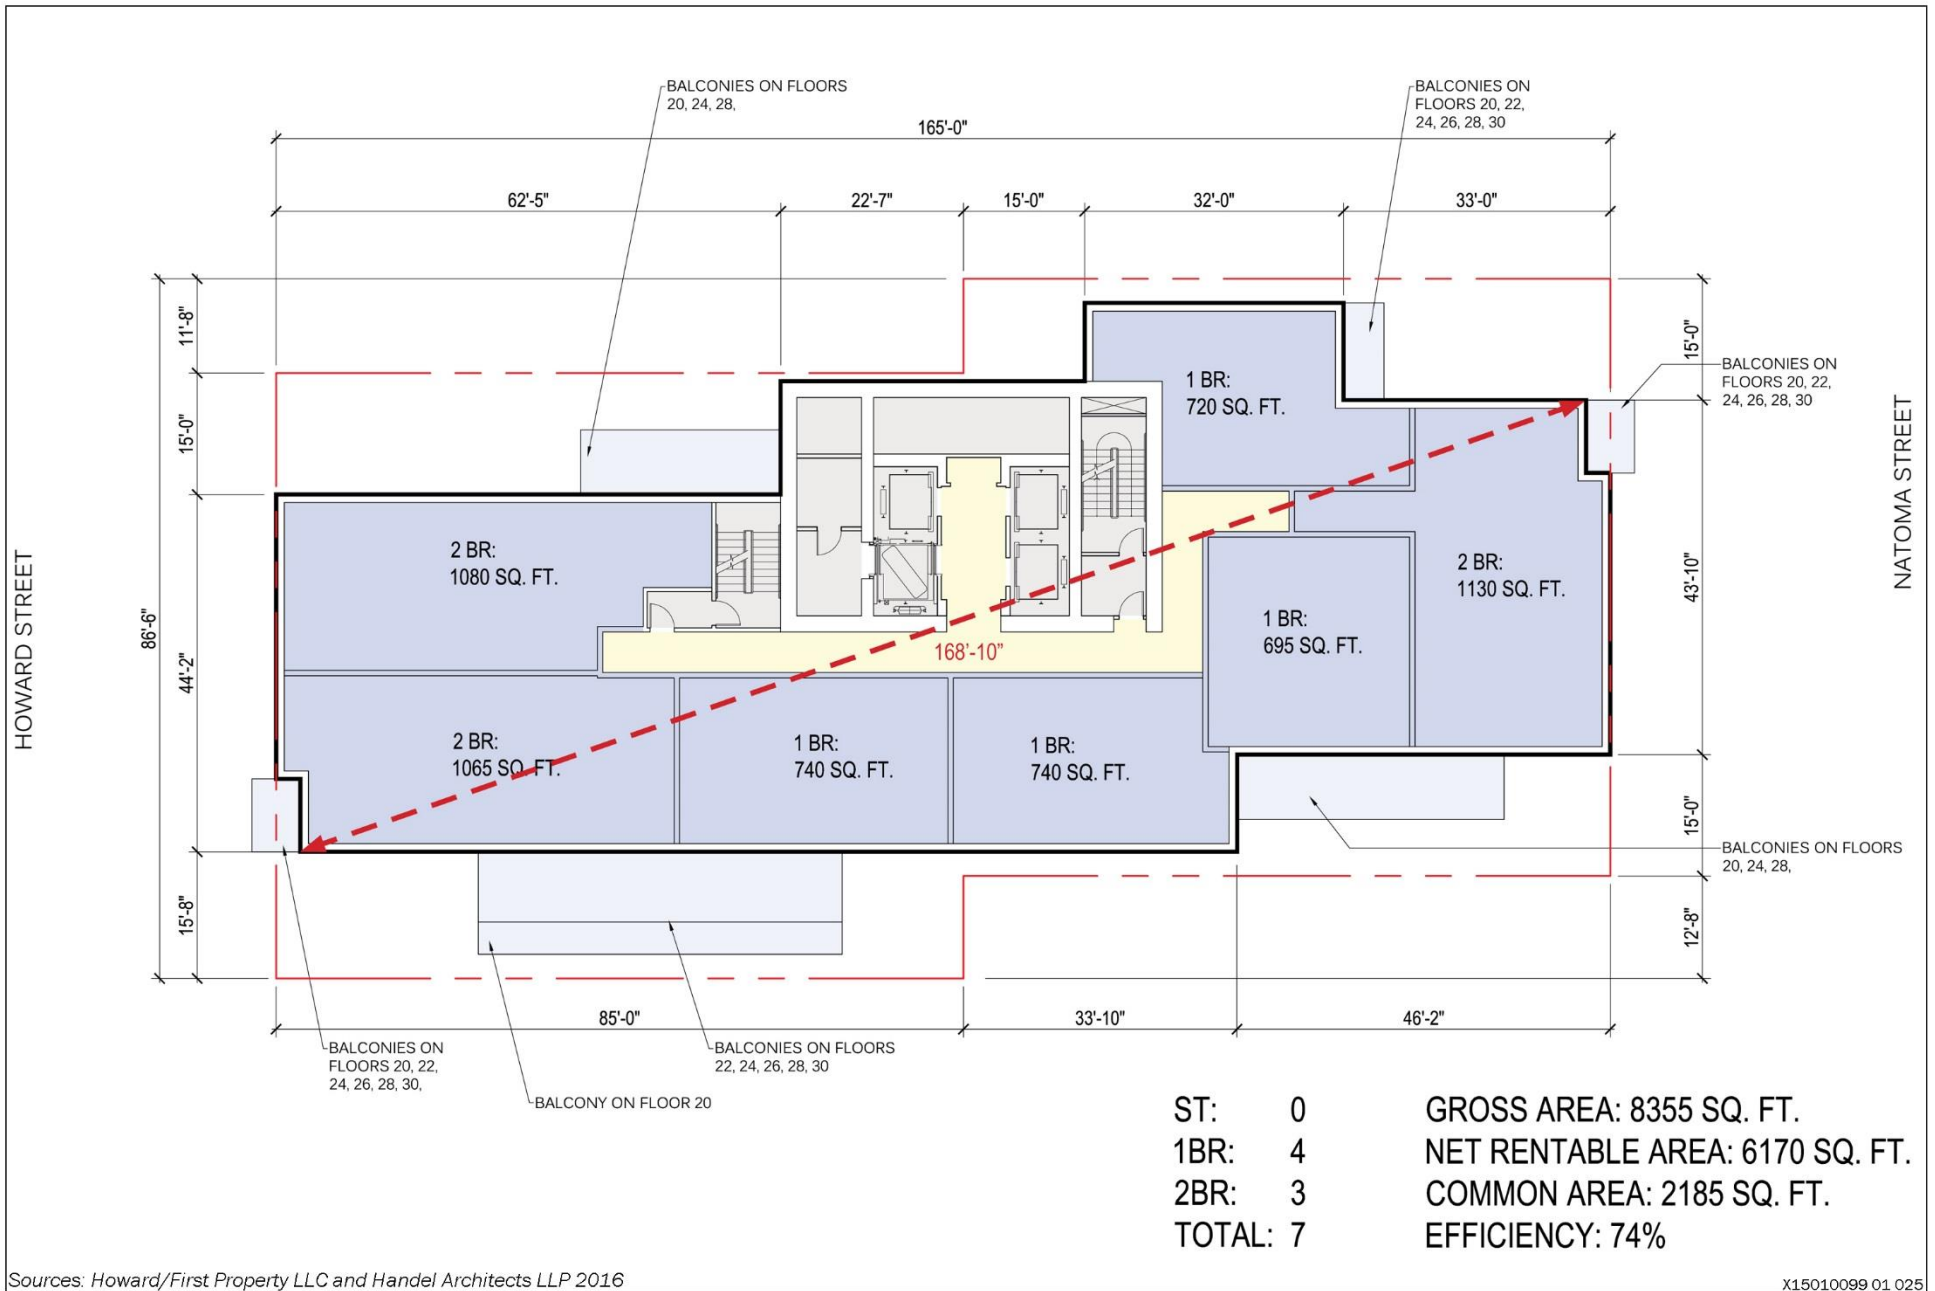 BALCONIES ON FLOORS
20, 24, 28,
BALCONIES ON
FLOORS 20, 22,
24, 26, 28, 30
165'-0"
62'-5"
22'-7"
15'-0"
32'-0"
33'-0"
11'-8"
15'-0"
44'-2"
15'-8"
86'-6"
15'-0"
43'-10"
15'-0"
12'-8"
BALCONIES ON
FLOORS 20, 22,
24, 26, 28, 30
HOWARD STREET
NATOMA STREET
1 BR:
720 SQ. FT.
2 BR:
1080 SQ. FT.
2 BR:
1130 SQ. FT.
1 BR:
695 SQ. FT.
168'-10"
2 BR:
1065 SQ. FT.
1 BR:
740 SQ. FT.
1 BR:
740 SQ. FT.
BALCONIES ON FLOORS
20, 24, 28,
85'-0"
33'-10"
46'-2"
BALCONIES ON
FLOORS 20, 22,
24, 26, 28, 30,
BALCONIES ON FLOORS
22, 24, 26, 28, 30
BALCONY ON FLOOR 20
ST: 0
1BR: 4
2BR: 3
TOTAL: 7
GROSS AREA: 8355 SQ. FT.
NET RENTABLE AREA: 6170 SQ. FT.
COMMON AREA: 2185 SQ. FT.
EFFICIENCY: 74%
Sources: Howard/First Property LLC and Handel Architects LLP 2016
X15010099 01 025